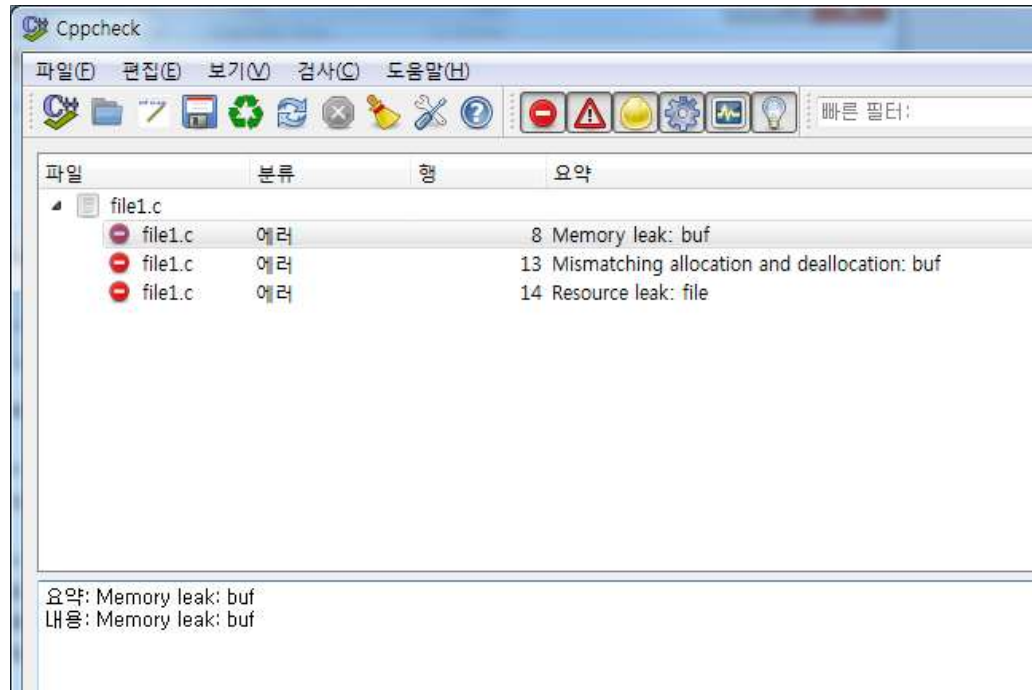 Cppcheck
파일(F) 편집(E) 보기(V) 검사(C) 도움말(H)
빠른 필터:
파일 분류 행 요약
file1.c
file1.c 에러 8 Memory leak: buf
file1.c 에러 13 Mismatching allocation and deallocation: buf
file1.c 에러 14 Resource leak: file
요약: Memory leak: buf
내용: Memory leak: buf